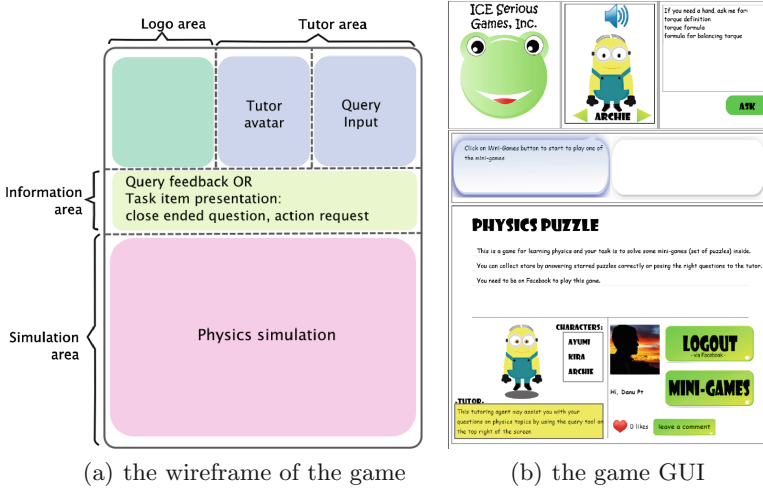 Logo area
Tutor area
Tutor
avatar
Query
Input
Information
area
Query feedback OR
Task item presentation:
close ended question, action request
Simulation
area
Physics simulation
(a) the wireframe of the game
ICE Serious
Games, Inc.
ARCHIE
If you need a hand, ask me for:
torque definition
torque formula
formula for balancing torque
ASK
Click on Mini-Games button to start to play one of
the mini-games
PHYSICS PUZZLE
This is a game for learning physics and your task is to solve some mini-games (set of puzzles) inside.
You can collect stars by answering starred puzzles correctly or posing the right questions to the tutor.
You need to be on Facebook to play this game.
CHARACTERS:
AYUMI
KIRA
ARCHIE
TUTOR:
This tutoring agent may assist you with your
questions on physics topics by using the query tool on
the top right of the screen
Hi, Danu Pt
LOGOUT
- via Facebook -
MINI-GAMES
0 likes
leave a comment
(b) the game GUI